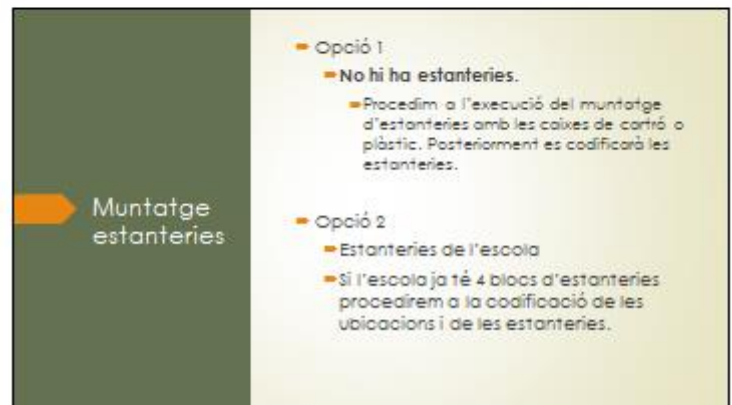 Muntatge
estanteries
Opció 1
No hi ha estanteries.
Procedim a l'execució del muntatge
d'estanteries amb les caixes de cartró o
plàstic. Posteriorment es codificarà les
estanteries.
Opció 2
Estanteries de l'escola
Si l'escola ja té 4 blocs d'estanteries
procedirem a la codificació de les
ubicacions i de les estanteries.